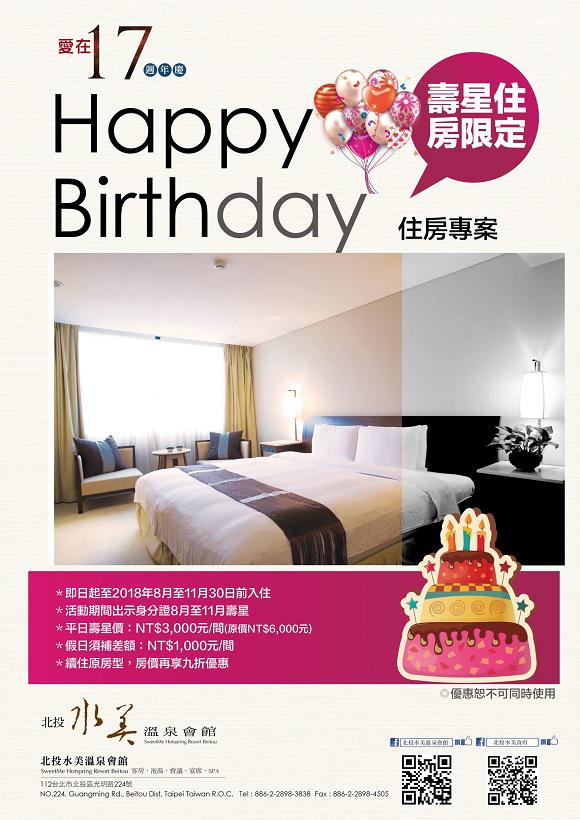 愛在17週年慶
Happy
Birthday
壽星住
房限定
住房專案
＊即日起至2018年8月至11月30日前入住
＊活動期間出示身分證8月至11月壽星
＊平日壽星價：NT$3,000元/間(原價NT$6,000元)
＊假日須補差額：NT$1,000元/間
＊續住原房型，房價再享九折優惠
◎優惠恕不可同時使用
北投 水美 溫泉會館
SweetMe Hotspring Resort Beitou
北投水美溫泉會館
SweetMe Hotspring Resort Beitou 客房・泡湯・會議・宴席・SPA
112台北市北投區光明路224號
NO.224, Guangming Rd., Beitou Dist, Taipei Taiwan R.O.C. Tel : 886-2-2898-3838 Fax : 886-2-2898-4505
北投水美溫泉會館 讚
北投水美食府 讚